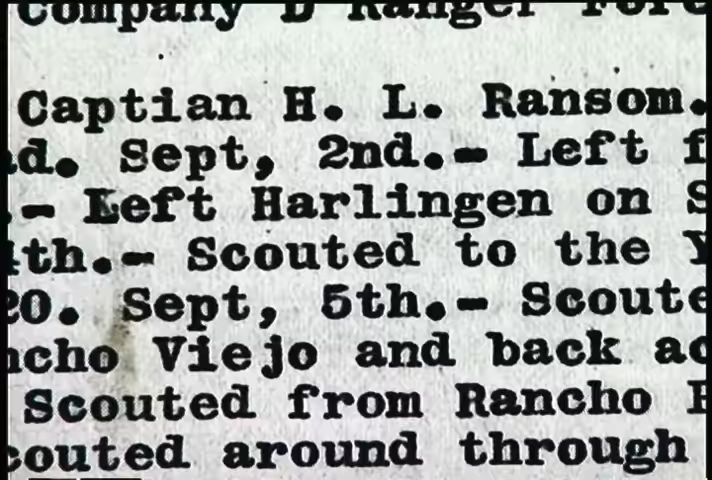 Company D Ranger
Captian H. L. Ransom.
Sept, 2nd.- Left
Left Harlingen on
th.- Scouted to the
20. Sept, 5th.- Scoute
ncho Viejo and back
Scouted from Rancho
couted around through